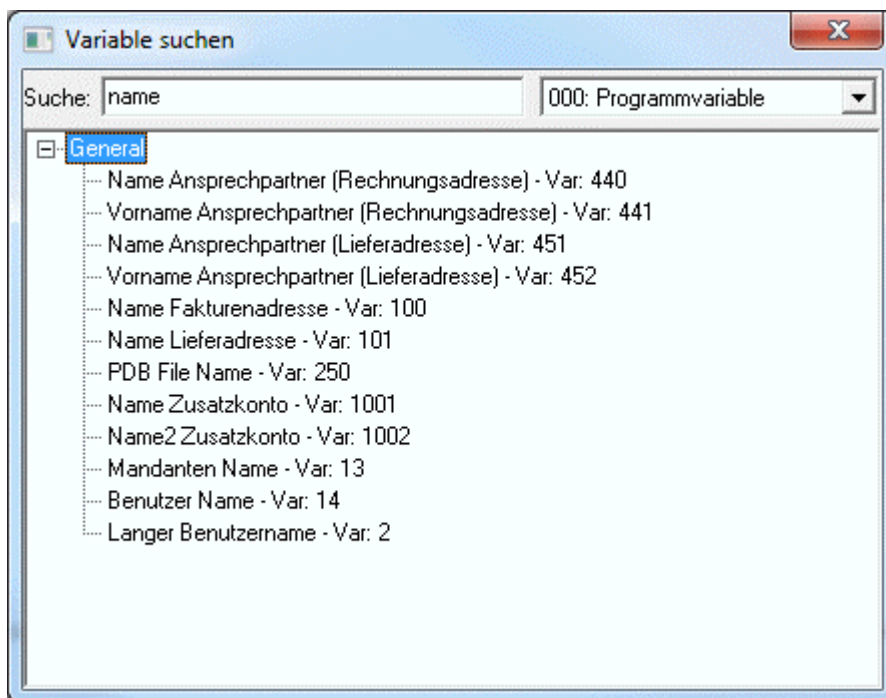 Variable suchen
Suche: name 000: Programmvariable
General
Name Ansprechpartner (Rechnungsadresse) - Var: 440
Vorname Ansprechpartner (Rechnungsadresse) - Var: 441
Name Ansprechpartner (Lieferadresse) - Var: 451
Vorname Ansprechpartner (Lieferadresse) - Var: 452
Name Fakturenadresse - Var: 100
Name Lieferadresse - Var: 101
PDB File Name - Var: 250
Name Zusatzkonto - Var: 1001
Name2 Zusatzkonto - Var: 1002
Mandanten Name - Var: 13
Benutzer Name - Var: 14
Langer Benutzername - Var: 2